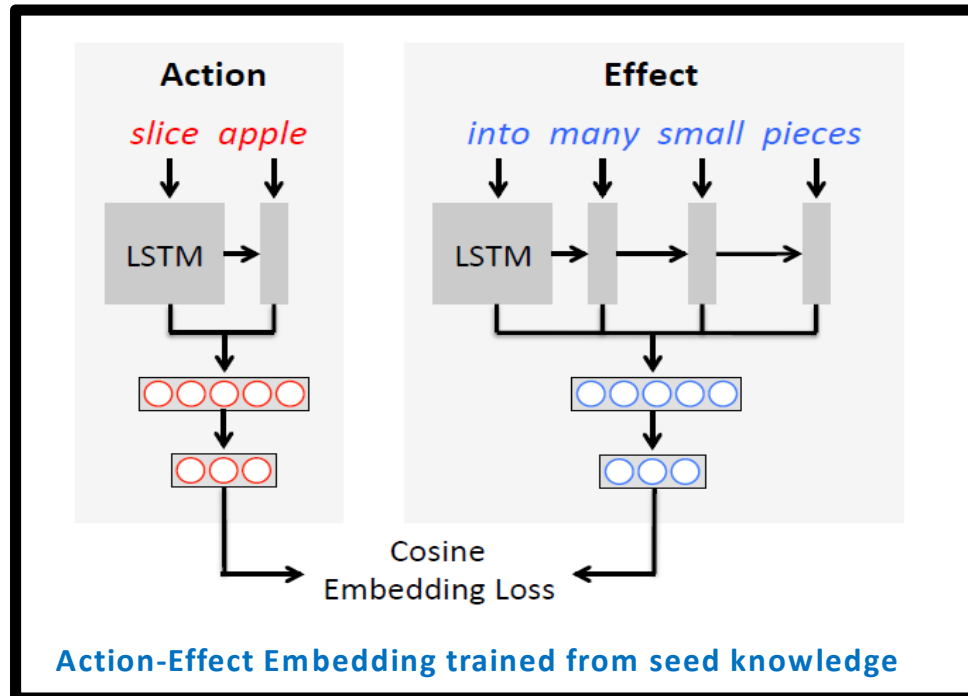 Action
slice apple
LSTM
Effect
into many small pieces
LSTM
Cosine
Embedding Loss
Action-Effect Embedding trained from seed knowledge